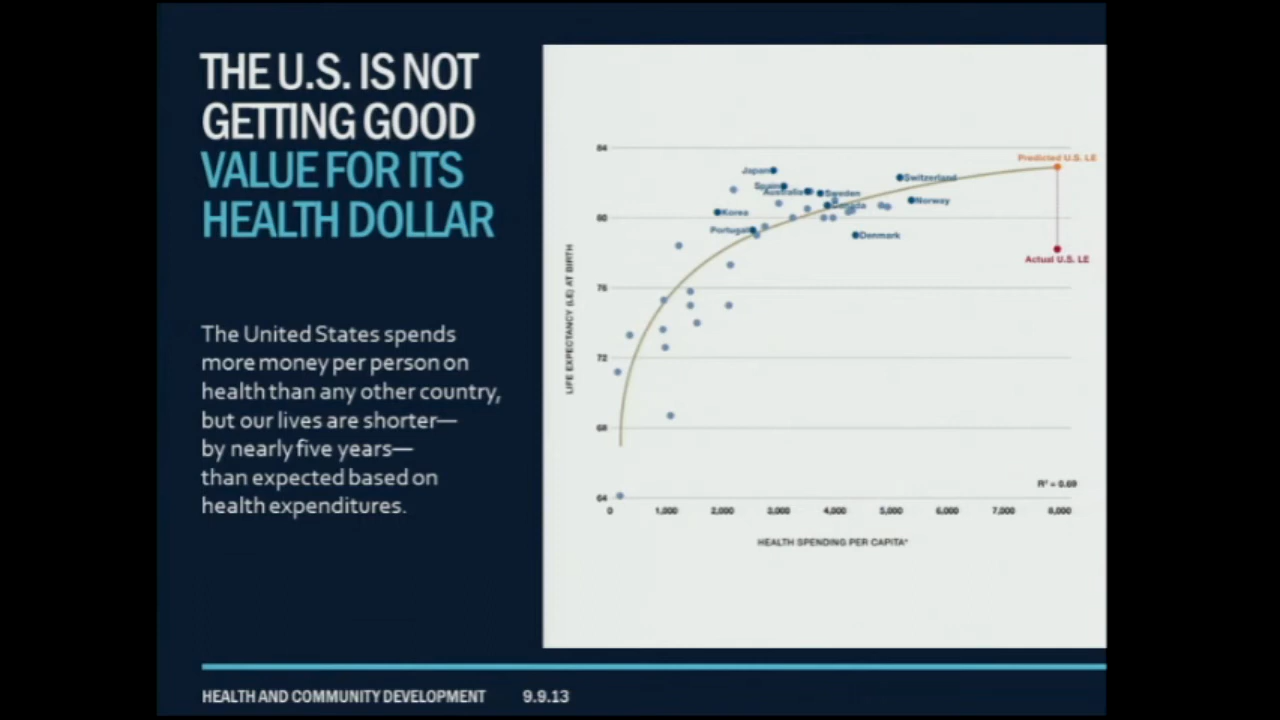 THE U.S. IS NOT
GETTING GOOD
VALUE FOR ITS
HEALTH DOLLAR
The United States spends
more money per person on
health than any other country,
but our lives are shorter—
by nearly five years—
than expected based on
health expenditures.
LIFE EXPECTANCY (LE) AT BIRTH
84
80
76
72
68
64
Predicted U.S. LE
Japan
Switzerland
Spain
Australia
Sweden
Norway
Canada
Korea
Portugal
Denmark
Actual U.S. LE
R² = 0.69
0 1,000 2,000 3,000 4,000 5,000 6,000 7,000 8,000
HEALTH SPENDING PER CAPITA*
HEALTH AND COMMUNITY DEVELOPMENT 9.9.13